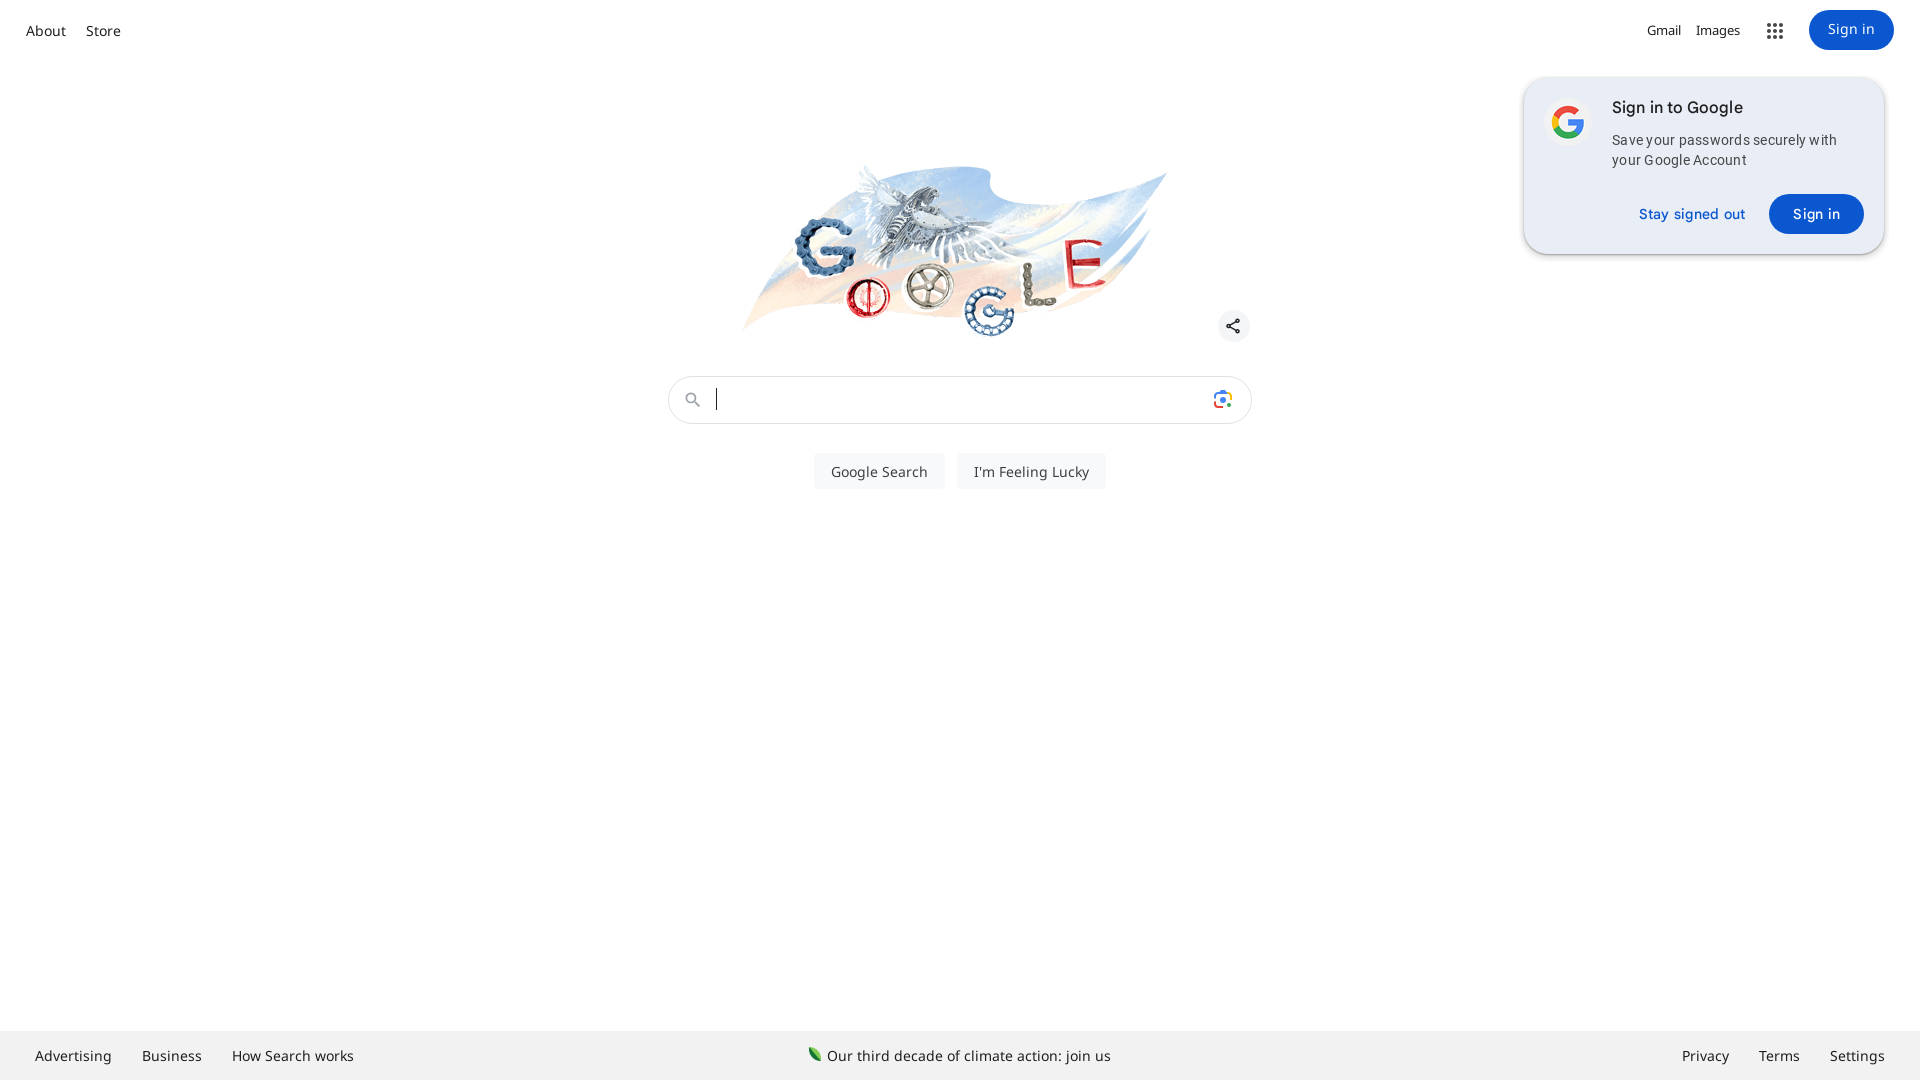 About Store
Gmail Images Sign in
Sign in to Google
Save your passwords securely with
your Google Account
Stay signed out Sign in
GOOGLE
Google Search I'm Feeling Lucky
Advertising Business How Search works
Our third decade of climate action: join us
Privacy Terms Settings